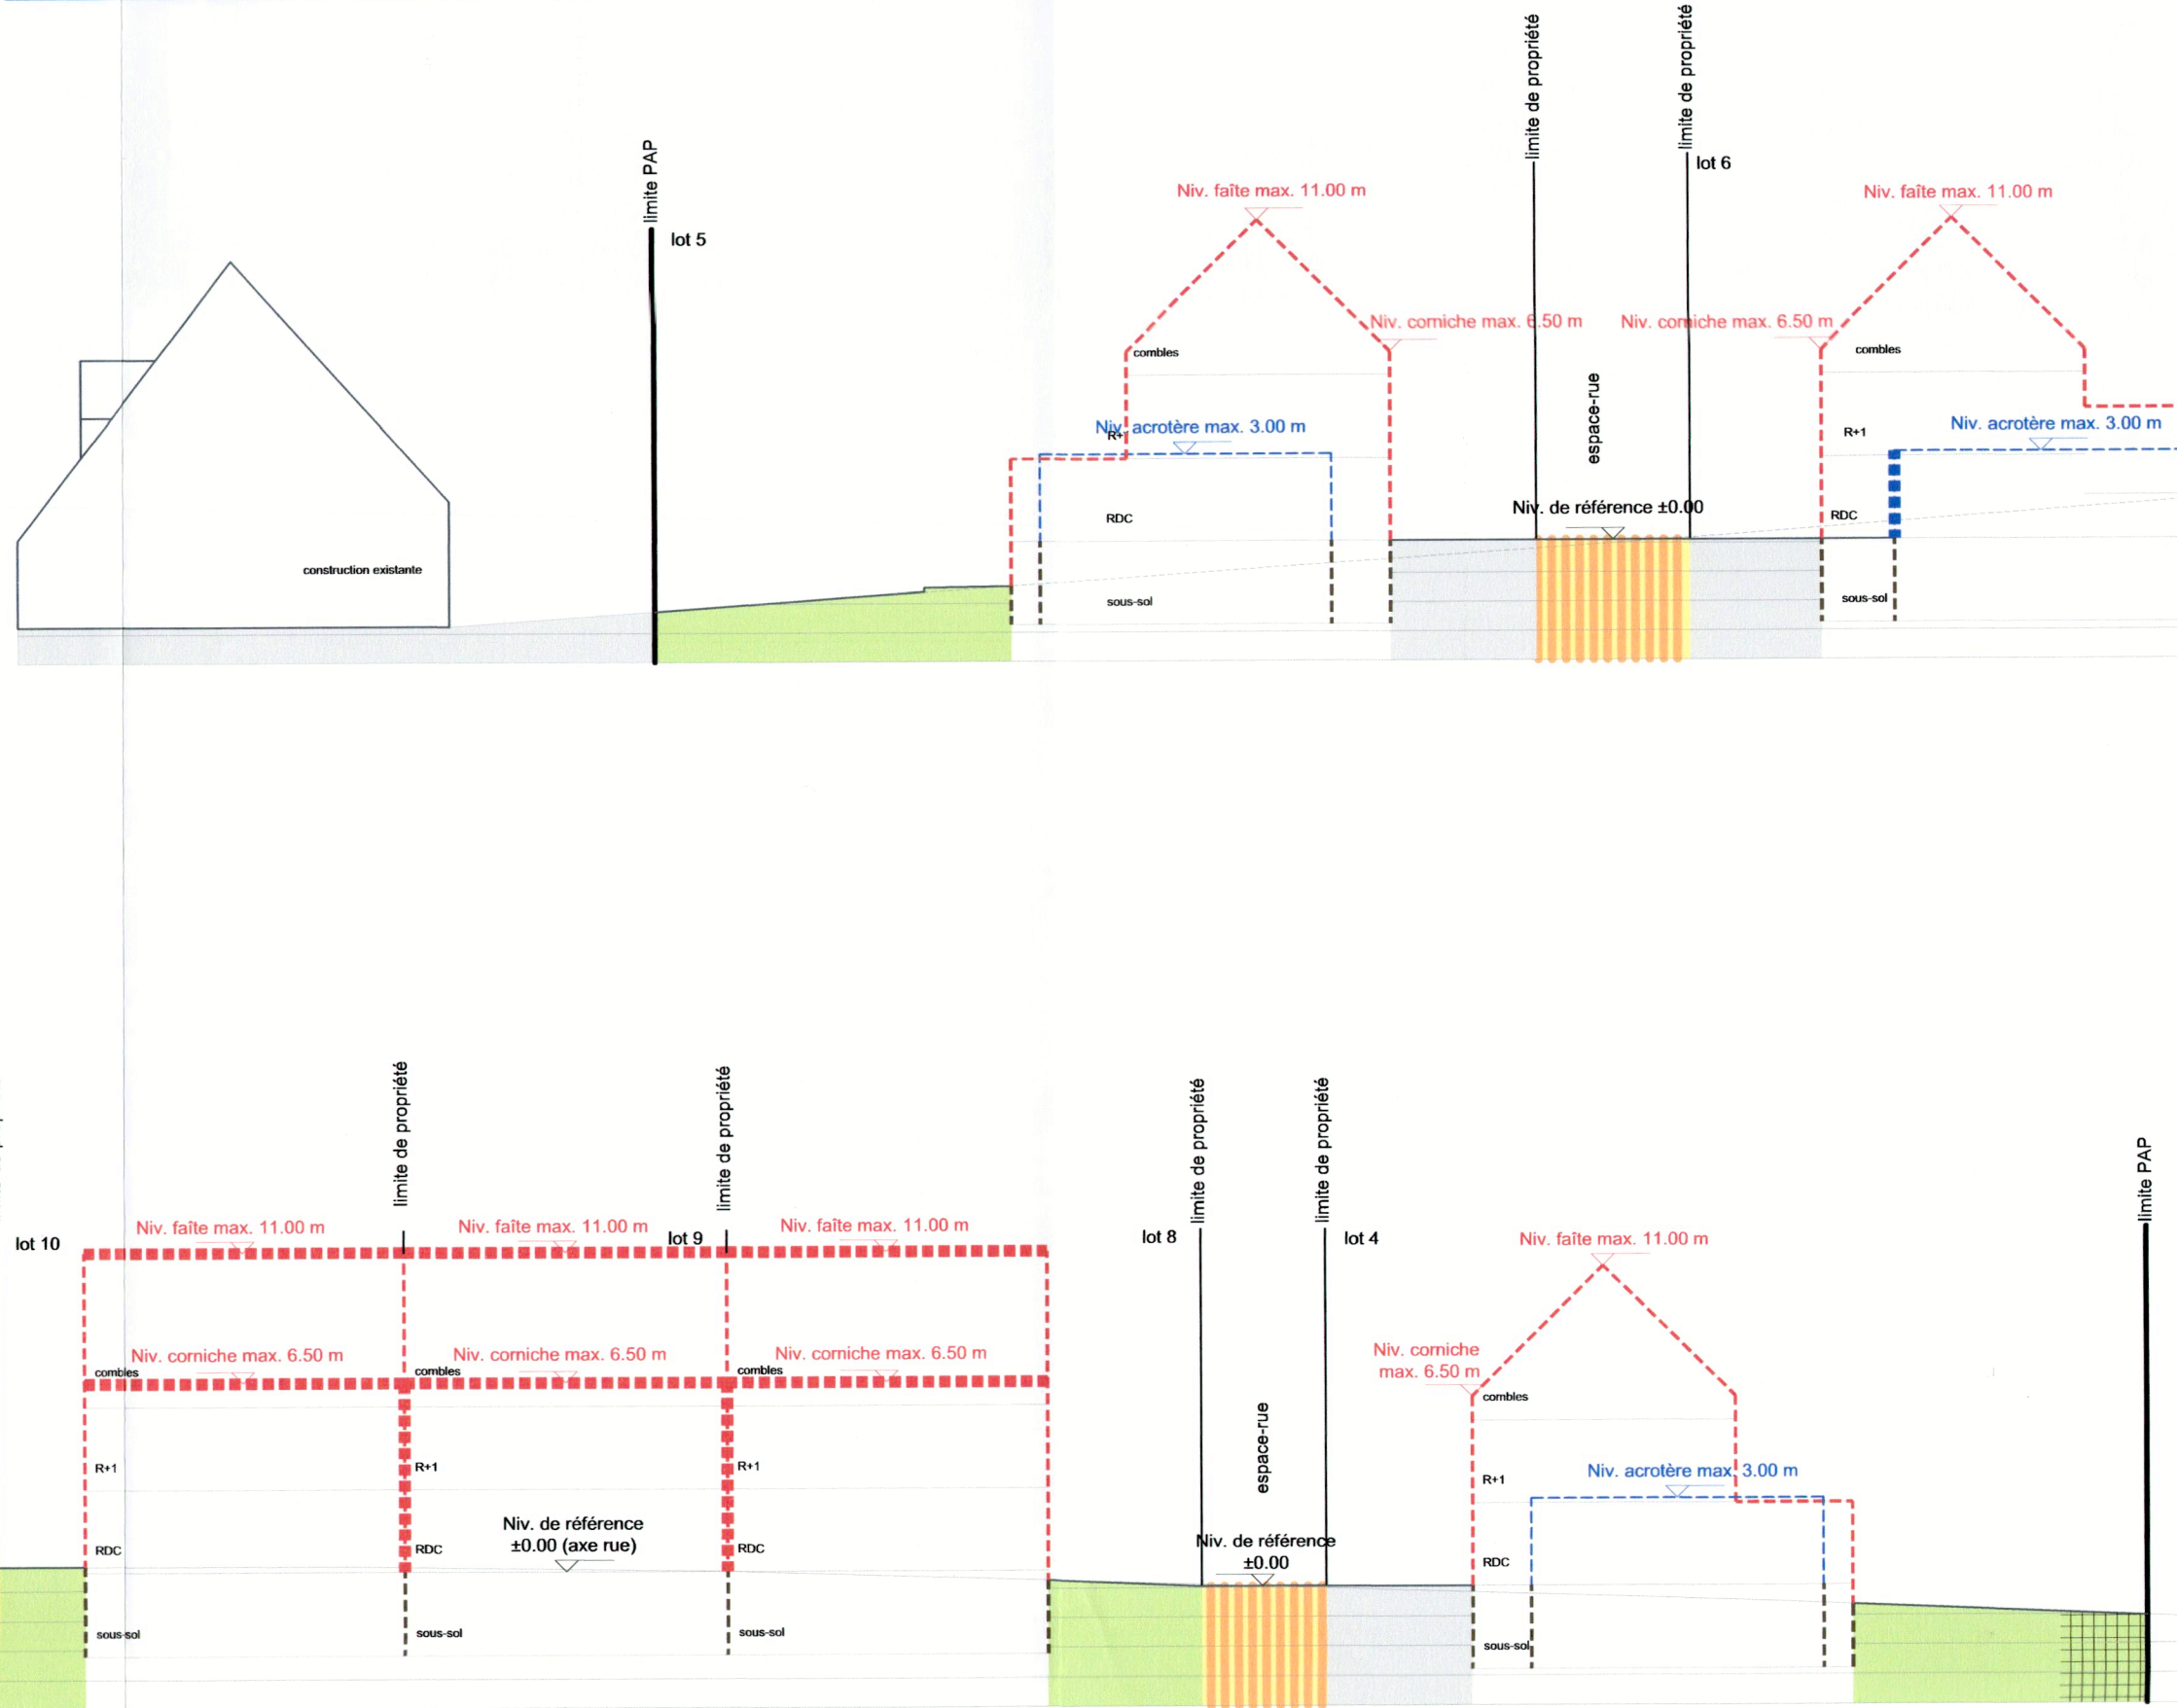 limite de propriété
limite de propriété
limite PAP
lot 6
Niv. faîte max. 11.00 m
Niv. faîte max. 11.00 m
lot 5
Niv. corniche max. 6.50 m
Niv. corniche max. 6.50 m
combles
combles
espace-rue
Niv. acrotère max. 3.00 m
Niv. acrotère max. 3.00 m
R+
R+1
Niv. de référence ±0.00
RDC
RDC
construction existante
sous-sol
sous-sol
limite de propriété
limite de propriété
limite de propriété
limite de propriété
limite PAP
lot 10
Niv. faîte max. 11.00 m
Niv. faîte max. 11.00 m
lot 9
Niv. faîte max. 11.00 m
lot 8
lot 4
Niv. faîte max. 11.00 m
Niv. corniche max. 6.50 m
Niv. corniche max. 6.50 m
Niv. corniche max. 6.50 m
Niv. corniche
max. 6.50 m
combles
combles
combles
combles
espace-rue
R+1
R+1
R+1
R+1
Niv. acrotère max. 3.00 m
Niv. de référence
±0.00 (axe rue)
Niv. de référence
±0.00
RDC
RDC
RDC
RDC
sous-sol
sous-sol
sous-sol
sous-sol